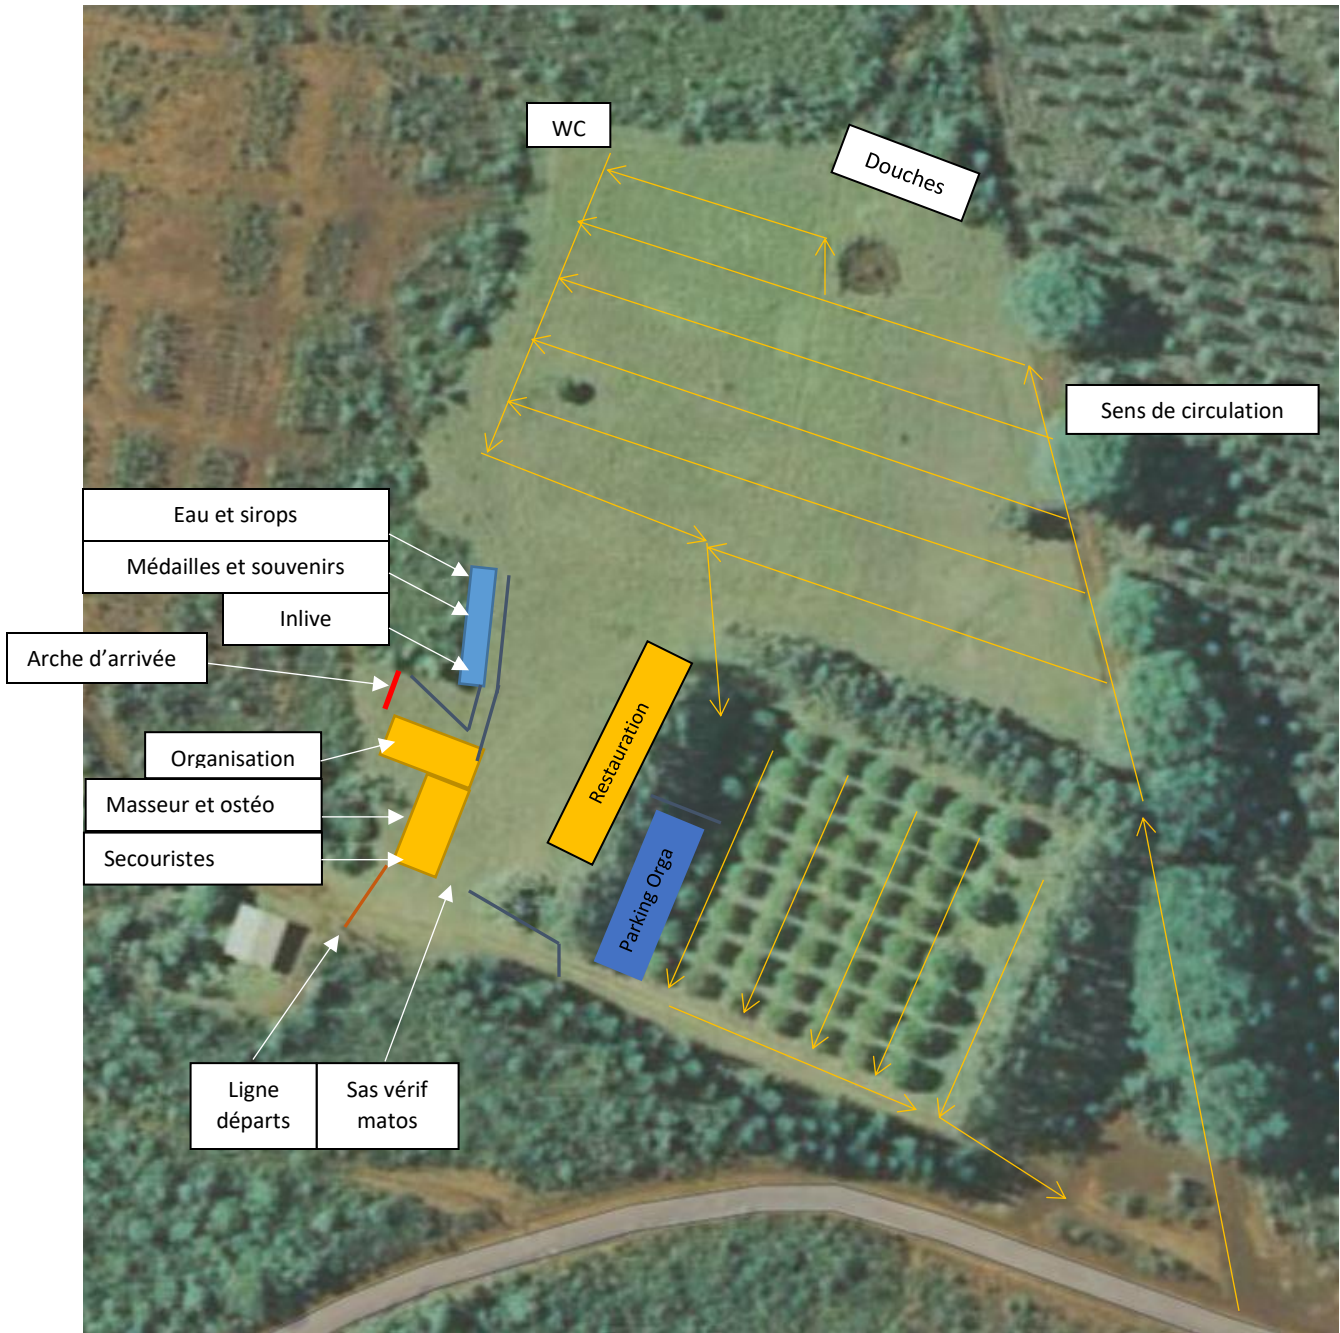 WC
Douches
Sens de circulation
Eau et sirops
Médailles et souvenirs
Inlive
Arche d'arrivée
Organisation
Masseur et ostéo
Secouristes
Restauration
Parking Orga
Ligne
départs
Sas vérif
matos